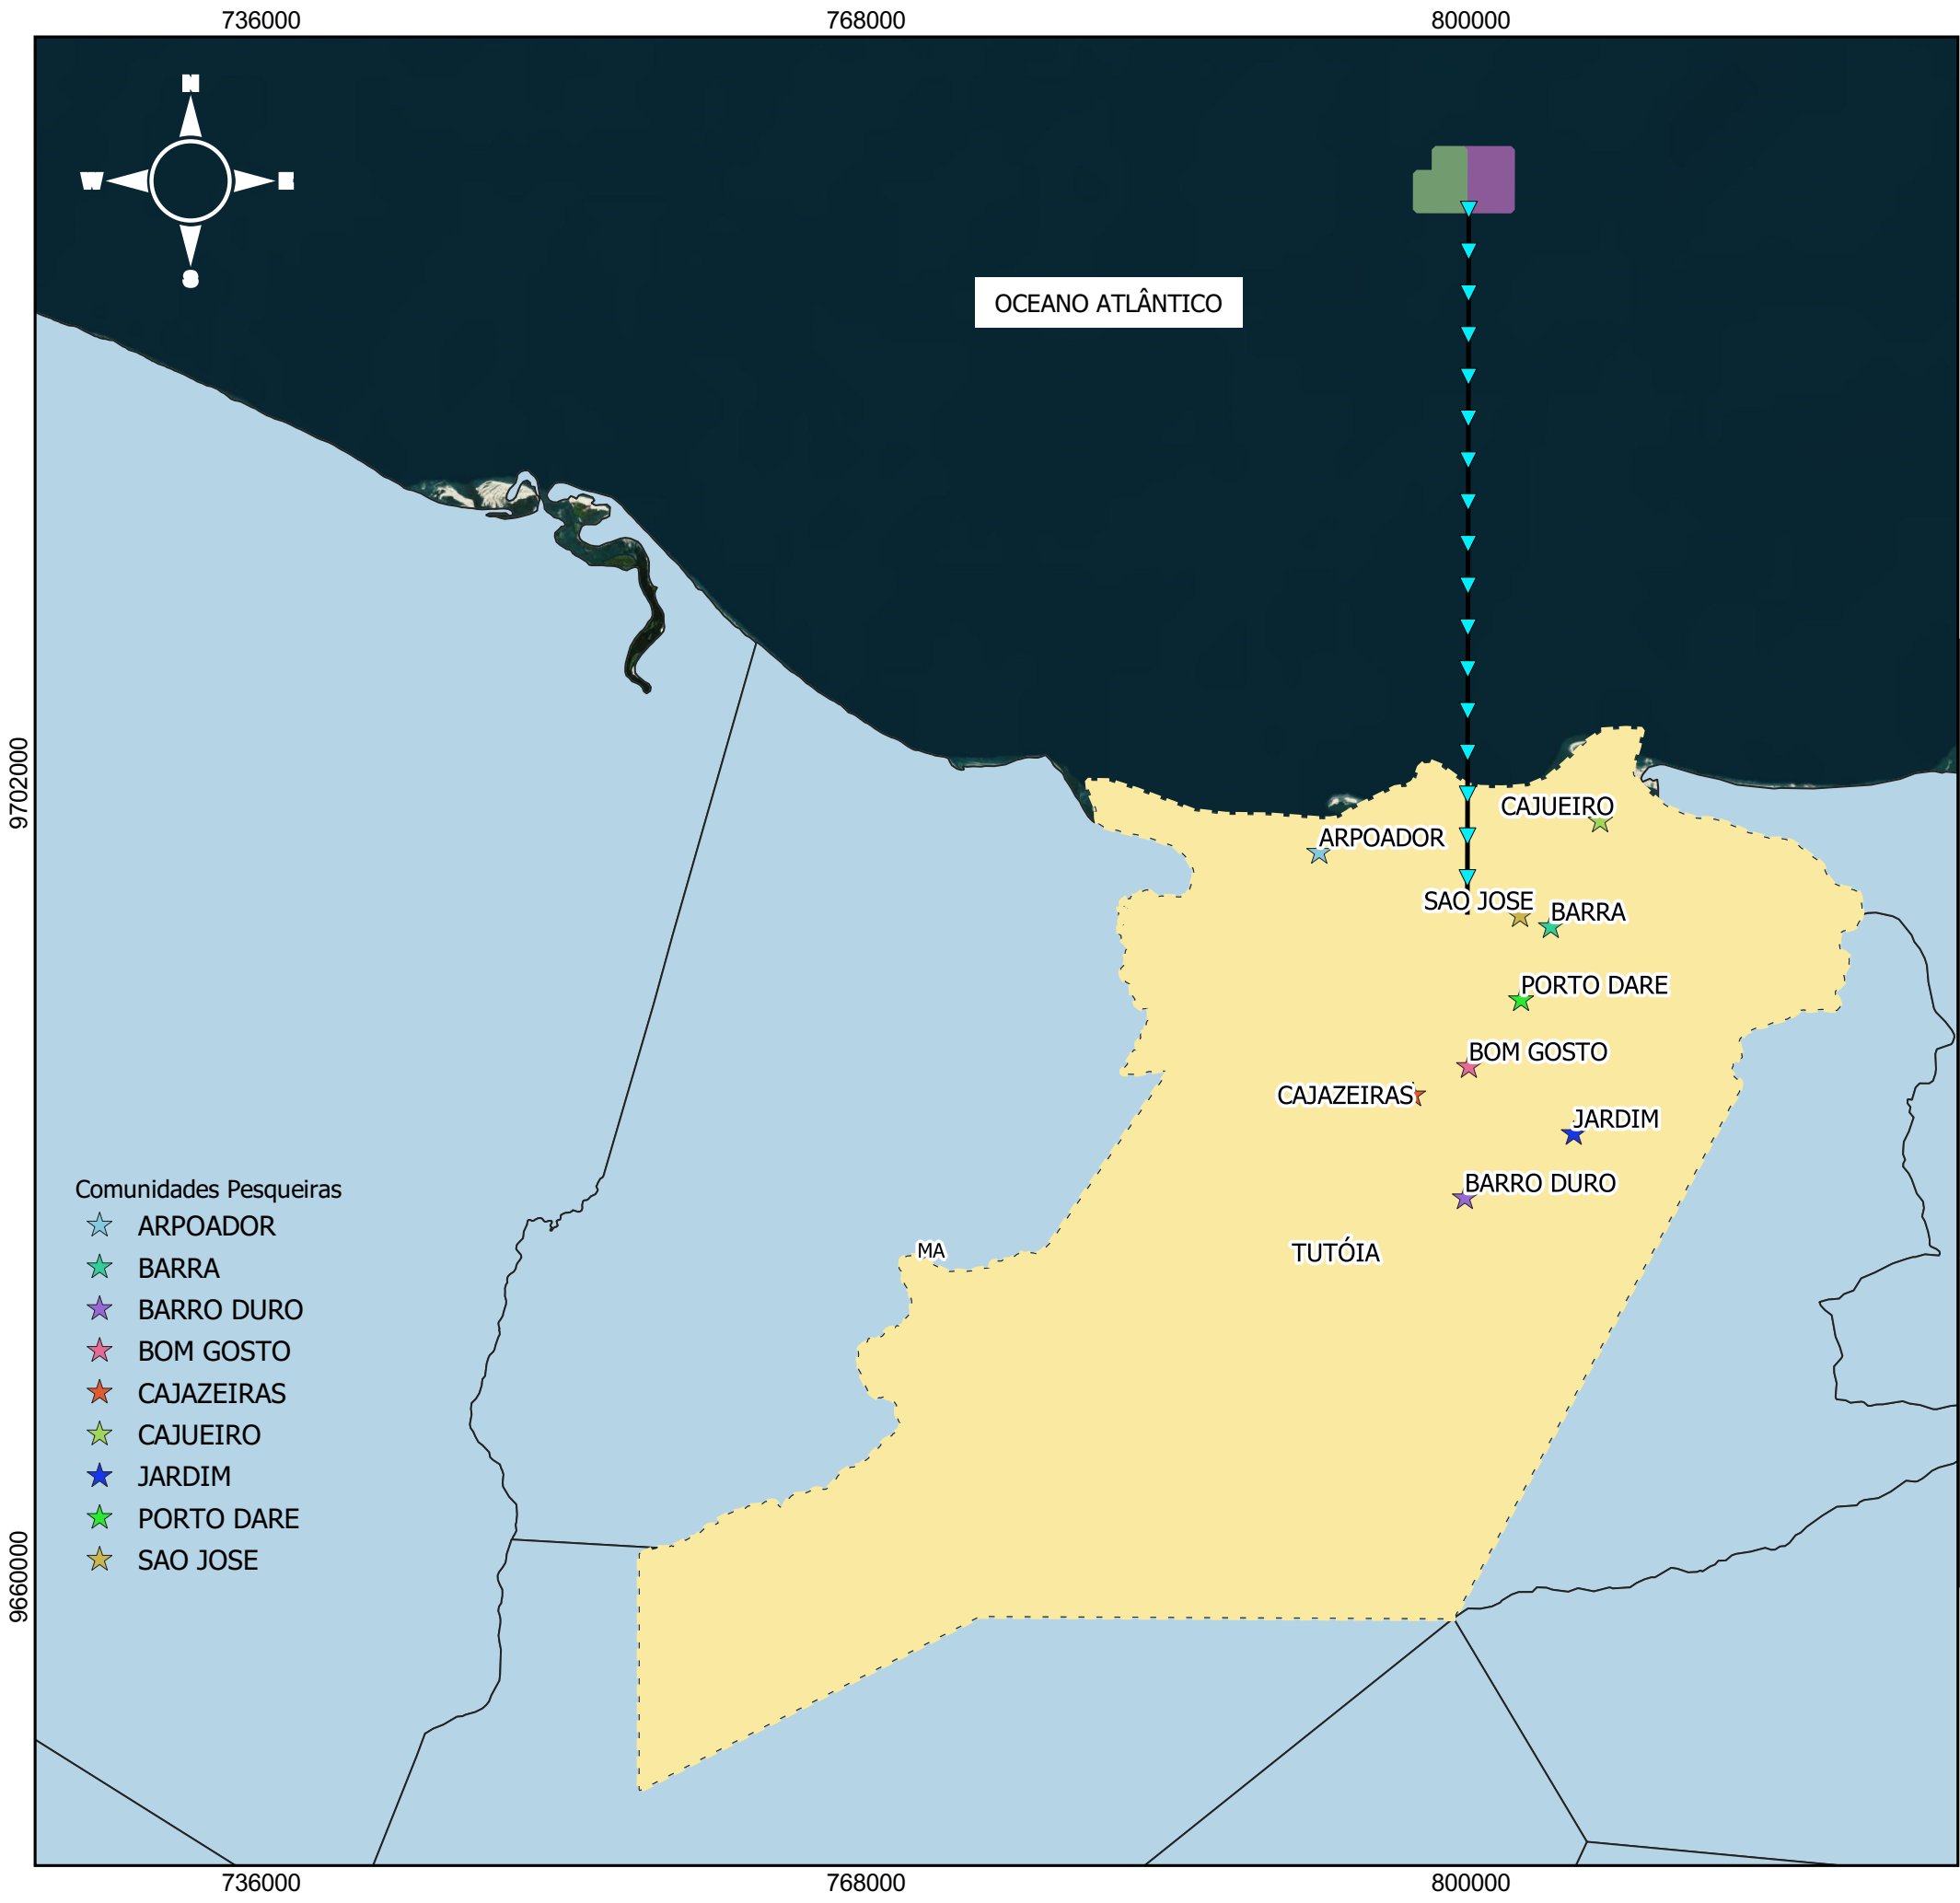 736000 768000 800000
N
W E
S
OCEANO ATLÂNTICO
9702000
CAJUEIRO
ARPOADOR
SAO JOSE
BARRA
PORTO DARE
BOM GOSTO
CAJAZEIRAS
JARDIM
BARRO DURO
TUTÓIA
MA
Comunidades Pesqueiras
ARPOADOR
BARRA
BARRO DURO
BOM GOSTO
CAJAZEIRAS
CAJUEIRO
JARDIM
PORTO DARE
SAO JOSE
9660000
736000 768000 800000